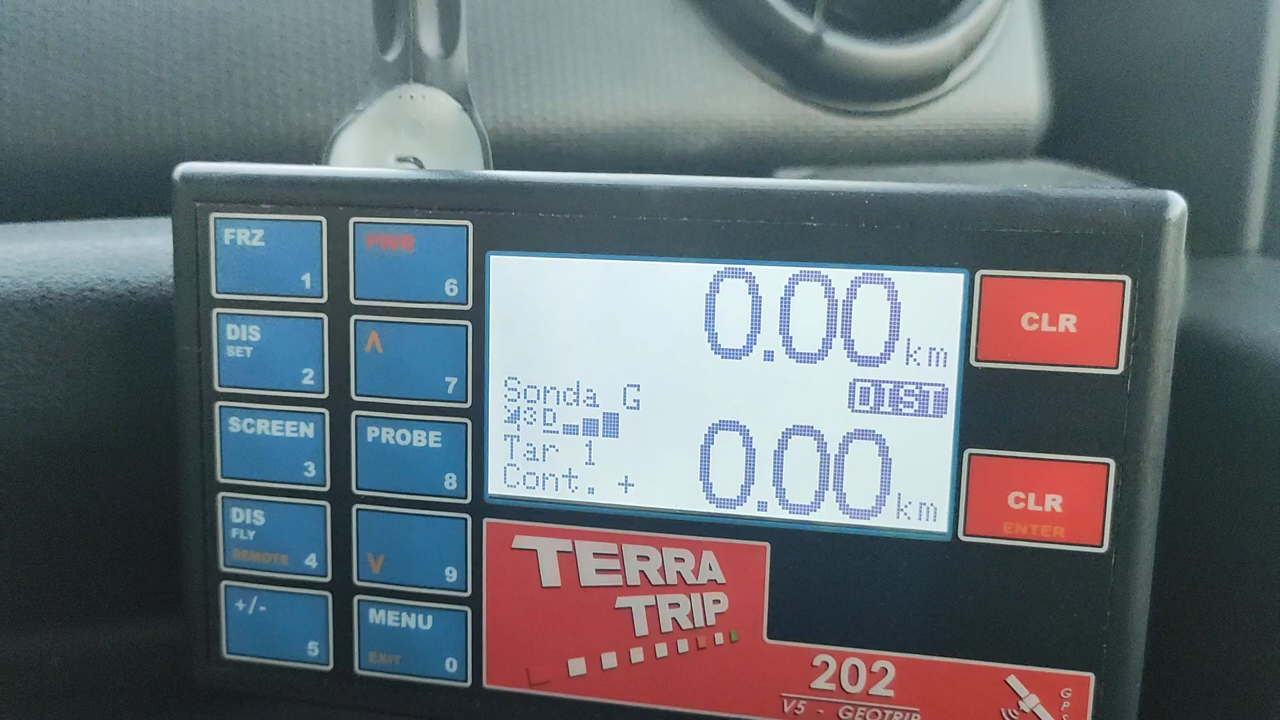 FRZ
1
PWR
6
DIS
SET
2
Λ
7
SCREEN
3
PROBE
8
DIS
FLY
REMOTE
4
V
9
+/-
5
MENU
EXIT
0
0.00 km
DIST
Sonda G
3D
Tar 1
Cont. +
0.00 km
CLR
CLR
ENTER
TERRA
TRIP
202
V5 - GEOTRIP
GPS